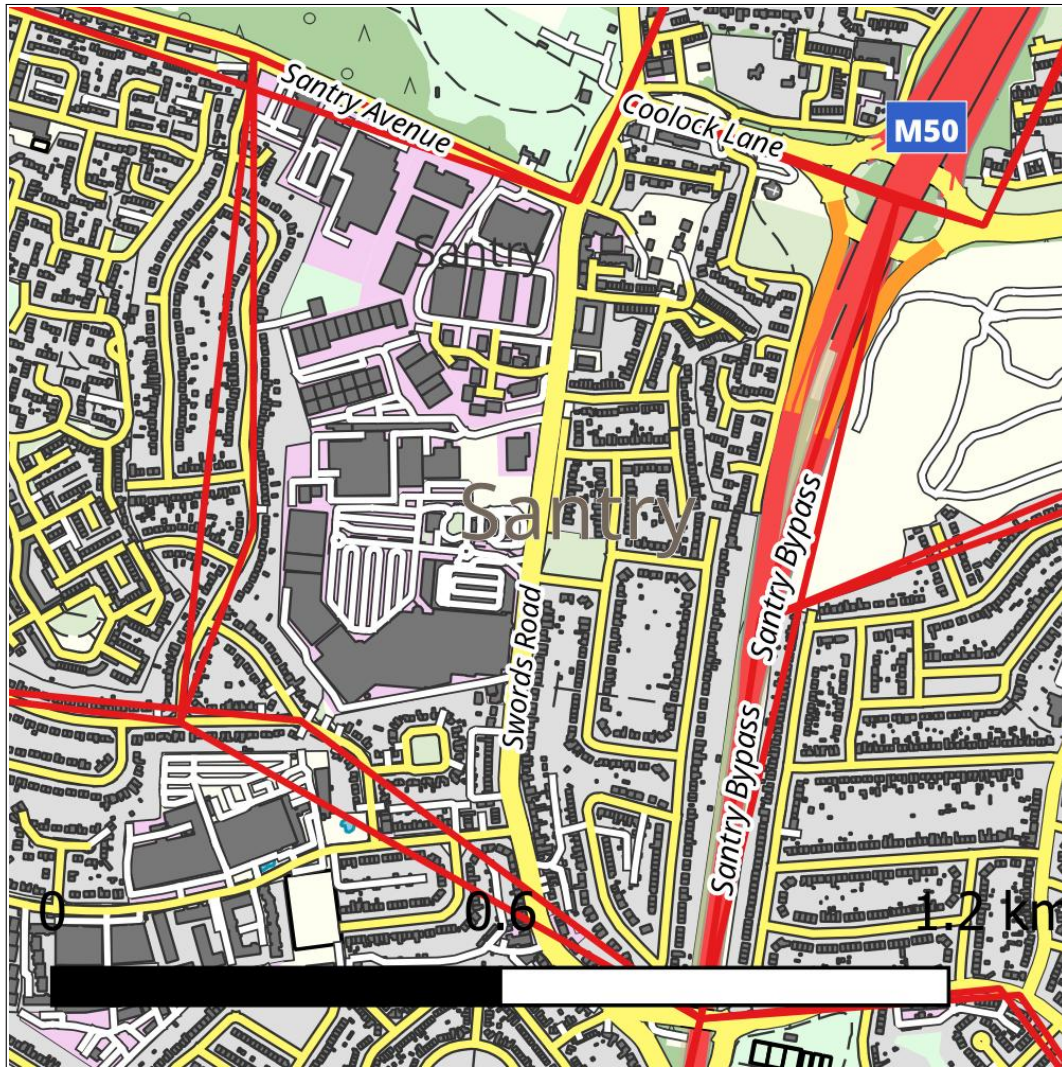 Santry Avenue
Coolock Lane
M50
Santry
Santry
Santry Bypass
Swords Road
Santry Bypass
0
0.6
1.2 km